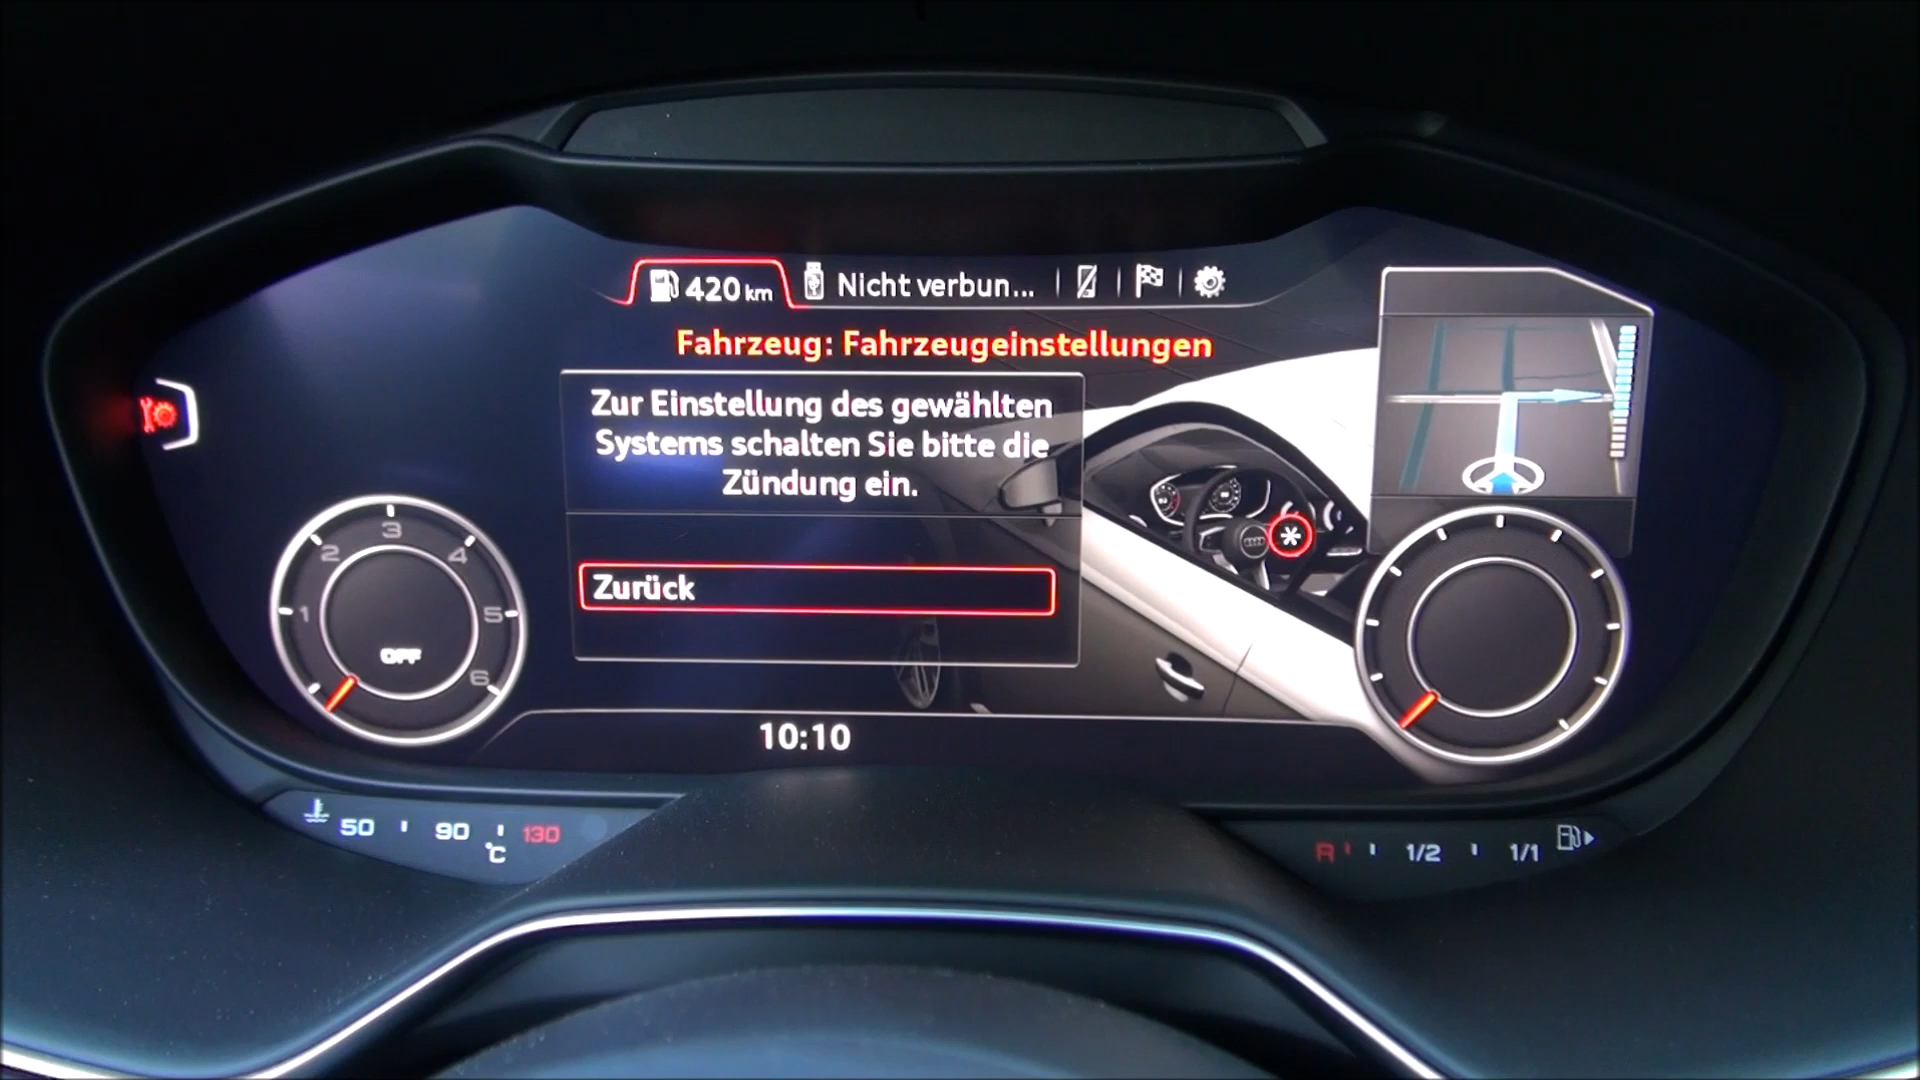 420 km
Nicht verbun...
Fahrzeug: Fahrzeugeinstellungen
Zur Einstellung des gewählten
Systems schalten Sie bitte die
Zündung ein.
Zurück
1 2 3 4 5 6
OFF
10:10
50 90 130
°C
R 1/2 1/1